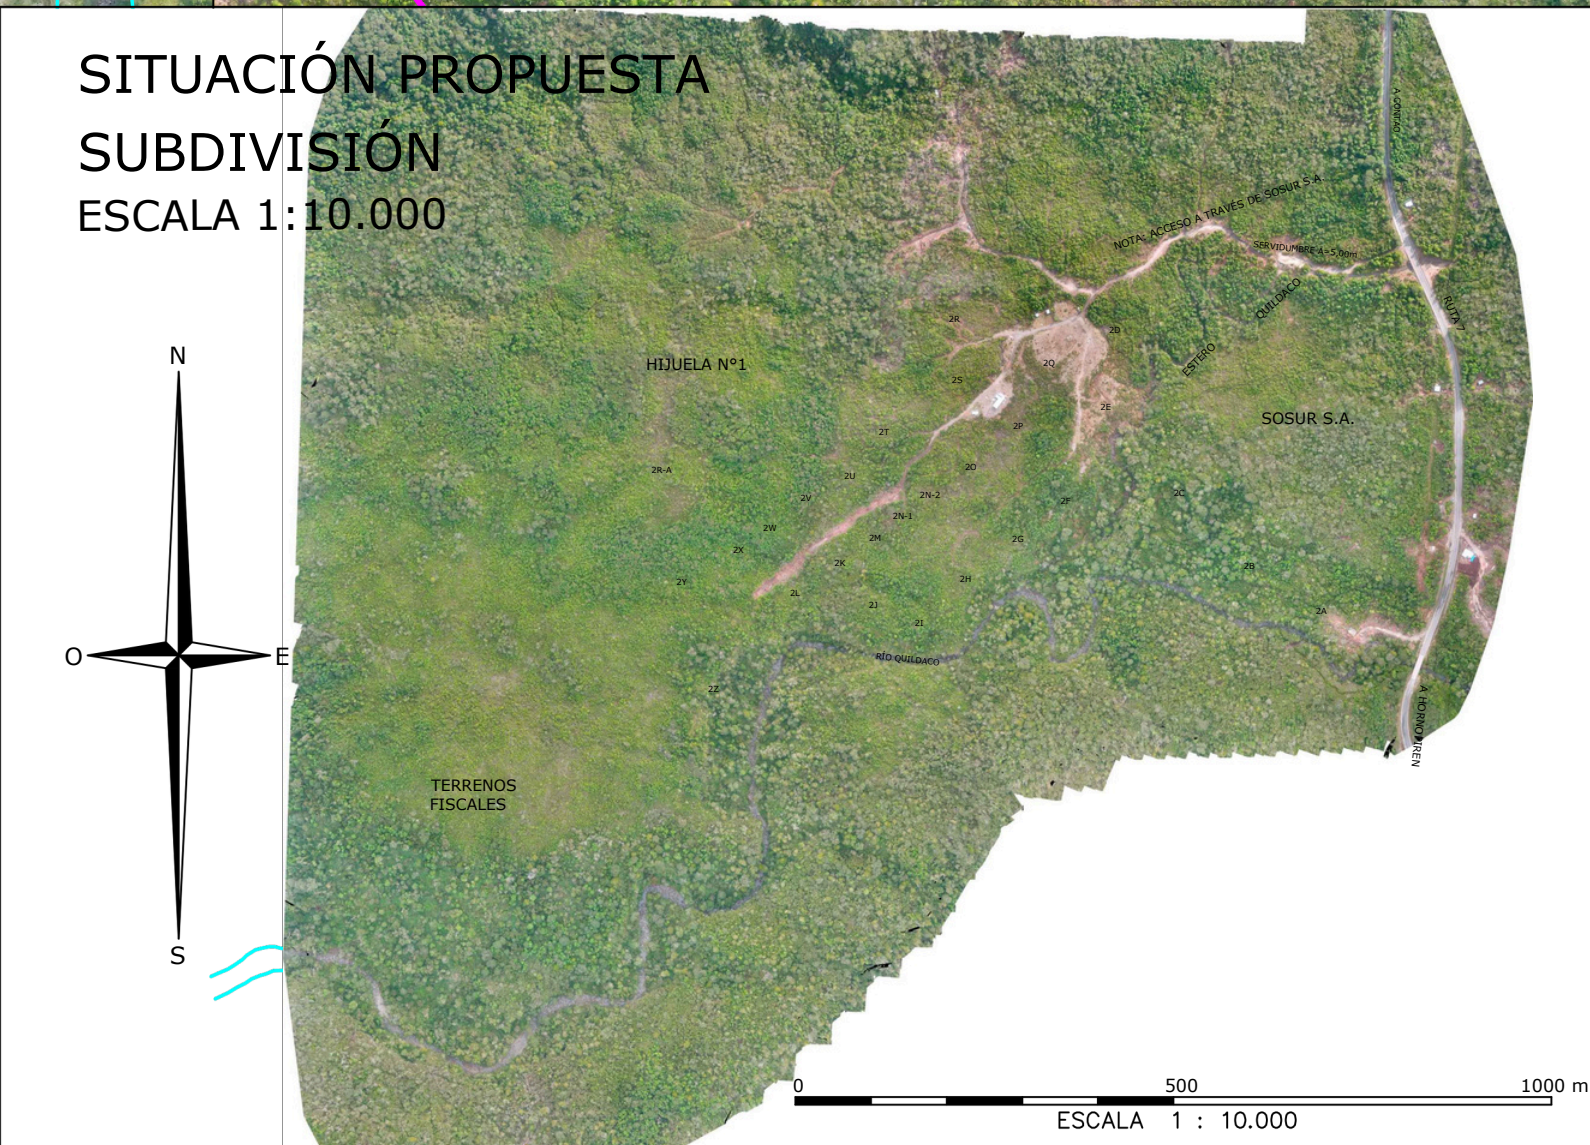 SITUACIÓN PROPUESTA
SUBDIVISIÓN
ESCALA 1:10.000
A CONTAO
NOTA: ACCESO A TRAVÉS DE SOSUR S.A.
SERVIDUMBRE A=5,00m
QUILDACO
RUTA 7
2R
2D
ESTERO
N
HIJUELA N°1
2Q
2S
2E
SOSUR S.A.
2P
2T
2R-A
2O
2U
2V
2N-2
2C
2F
2N-1
2W
2M
2G
2X
2K
2B
2Y
2H
2L
2J
2A
2I
O
E
RÍO QUILDACO
2Z
A HORNOPIREN
TERRENOS
FISCALES
S
0 500 1000 m
ESCALA 1 : 10.000